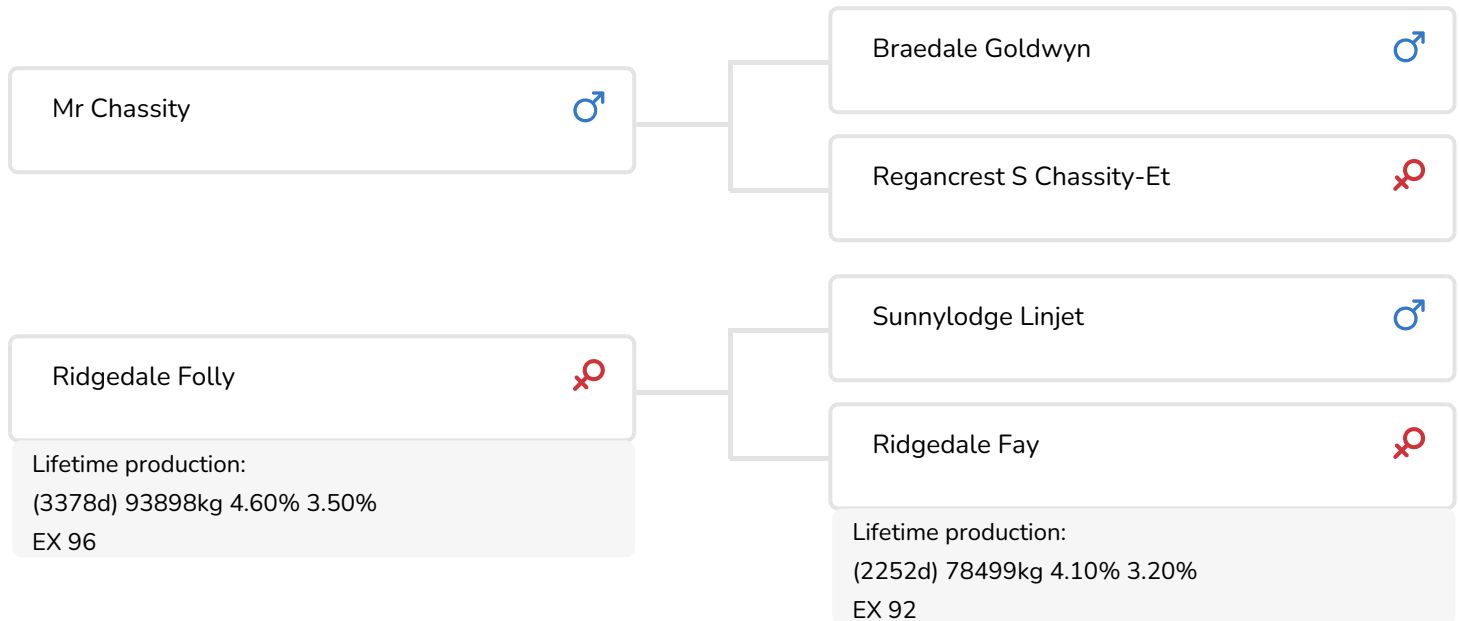 Mr Chassity
Braedale Goldwyn
Regancrest S Chassity-Et
Ridgedale Folly
Lifetime production:
(3378d) 93898kg 4.60% 3.50%
EX 96
Sunnylodge Linjet
Ridgedale Fay
Lifetime production:
(2252d) 78499kg 4.10% 3.20%
EX 92